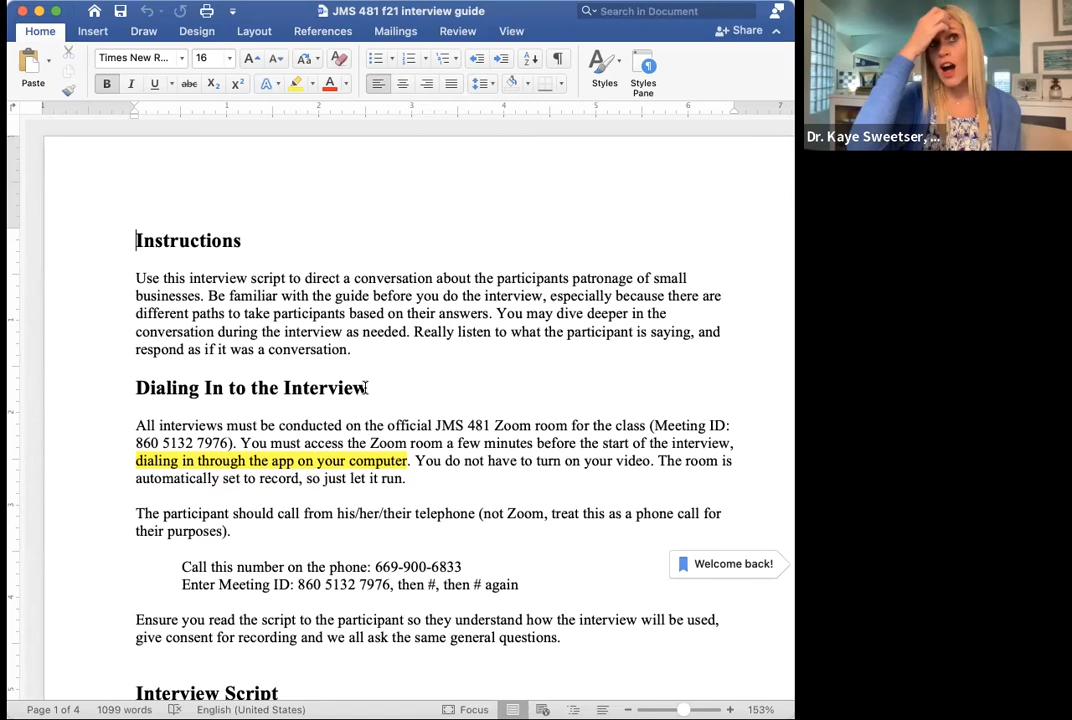 JMS 481 f21 interview guide
Search in Document
Home Insert Draw Design Layout References Mailings Review View Share
Times New R... 16
Paste
Styles
Styles Pane
1 1 2 3 4 5 6 7
Instructions
Use this interview script to direct a conversation about the participants patronage of small
businesses. Be familiar with the guide before you do the interview, especially because there are
different paths to take participants based on their answers. You may dive deeper in the
conversation during the interview as needed. Really listen to what the participant is saying, and
respond as if it was a conversation.
Dialing In to the Interview
All interviews must be conducted on the official JMS 481 Zoom room for the class (Meeting ID:
860 5132 7976). You must access the Zoom room a few minutes before the start of the interview,
dialing in through the app on your computer. You do not have to turn on your video. The room is
automatically set to record, so just let it run.
The participant should call from his/her/their telephone (not Zoom, treat this as a phone call for
their purposes).
Call this number on the phone: 669-900-6833
Enter Meeting ID: 860 5132 7976, then #, then # again
Welcome back!
Ensure you read the script to the participant so they understand how the interview will be used,
give consent for recording and we all ask the same general questions.
Interview Script
Page 1 of 4 1099 words English (United States) Focus 153%
Dr. Kaye Sweetser, ...